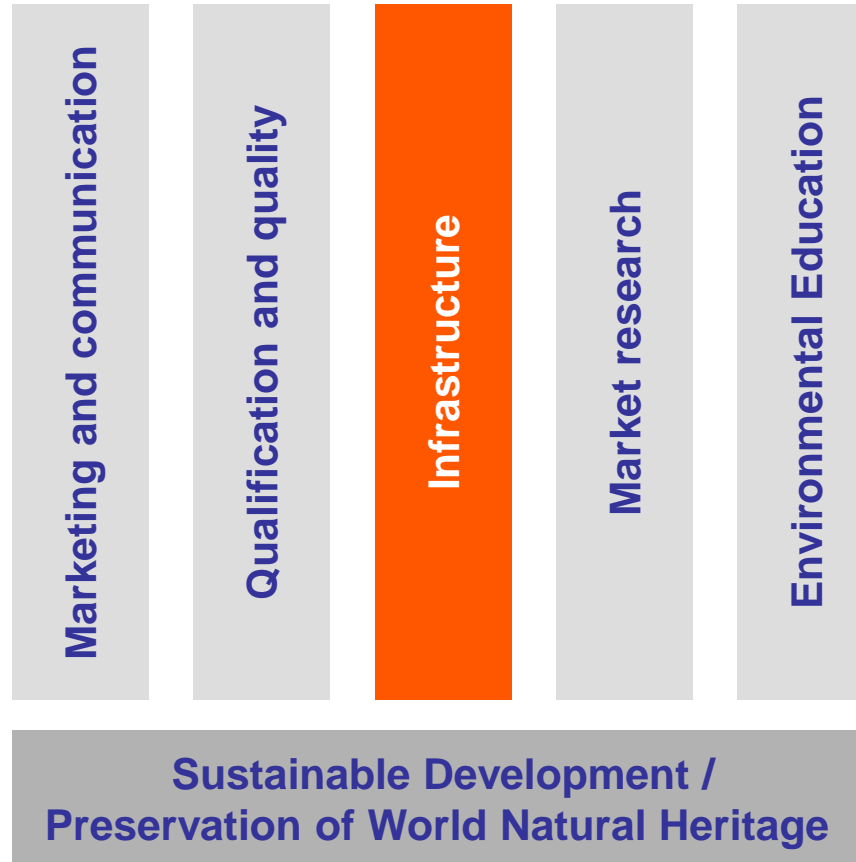 Marketing and communication
Qualification and quality
Infrastructure
Market research
Environmental Education
Sustainable Development /
Preservation of World Natural Heritage